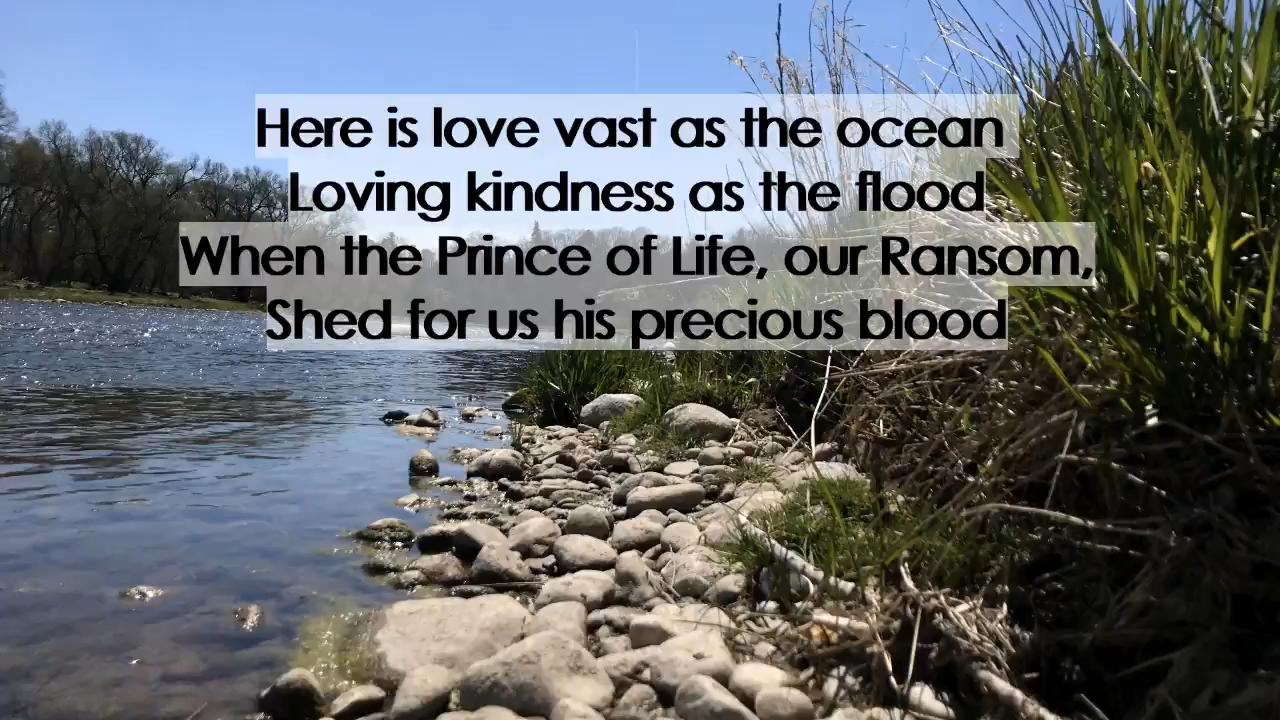 Here is love vast as the ocean
Loving kindness as the flood
When the Prince of Life, our Ransom,
Shed for us his precious blood